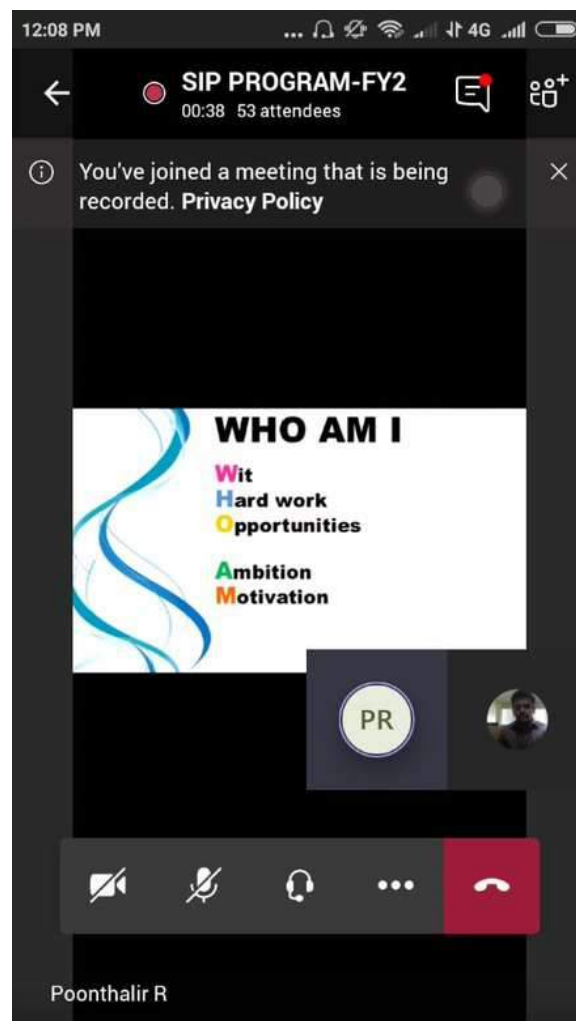 12:08 PM ... 4G
SIP PROGRAM-FY2
00:38 53 attendees
You've joined a meeting that is being
recorded. Privacy Policy
WHO AM I
Wit
Hard work
Opportunities
Ambition
Motivation
PR
Poonthalir R